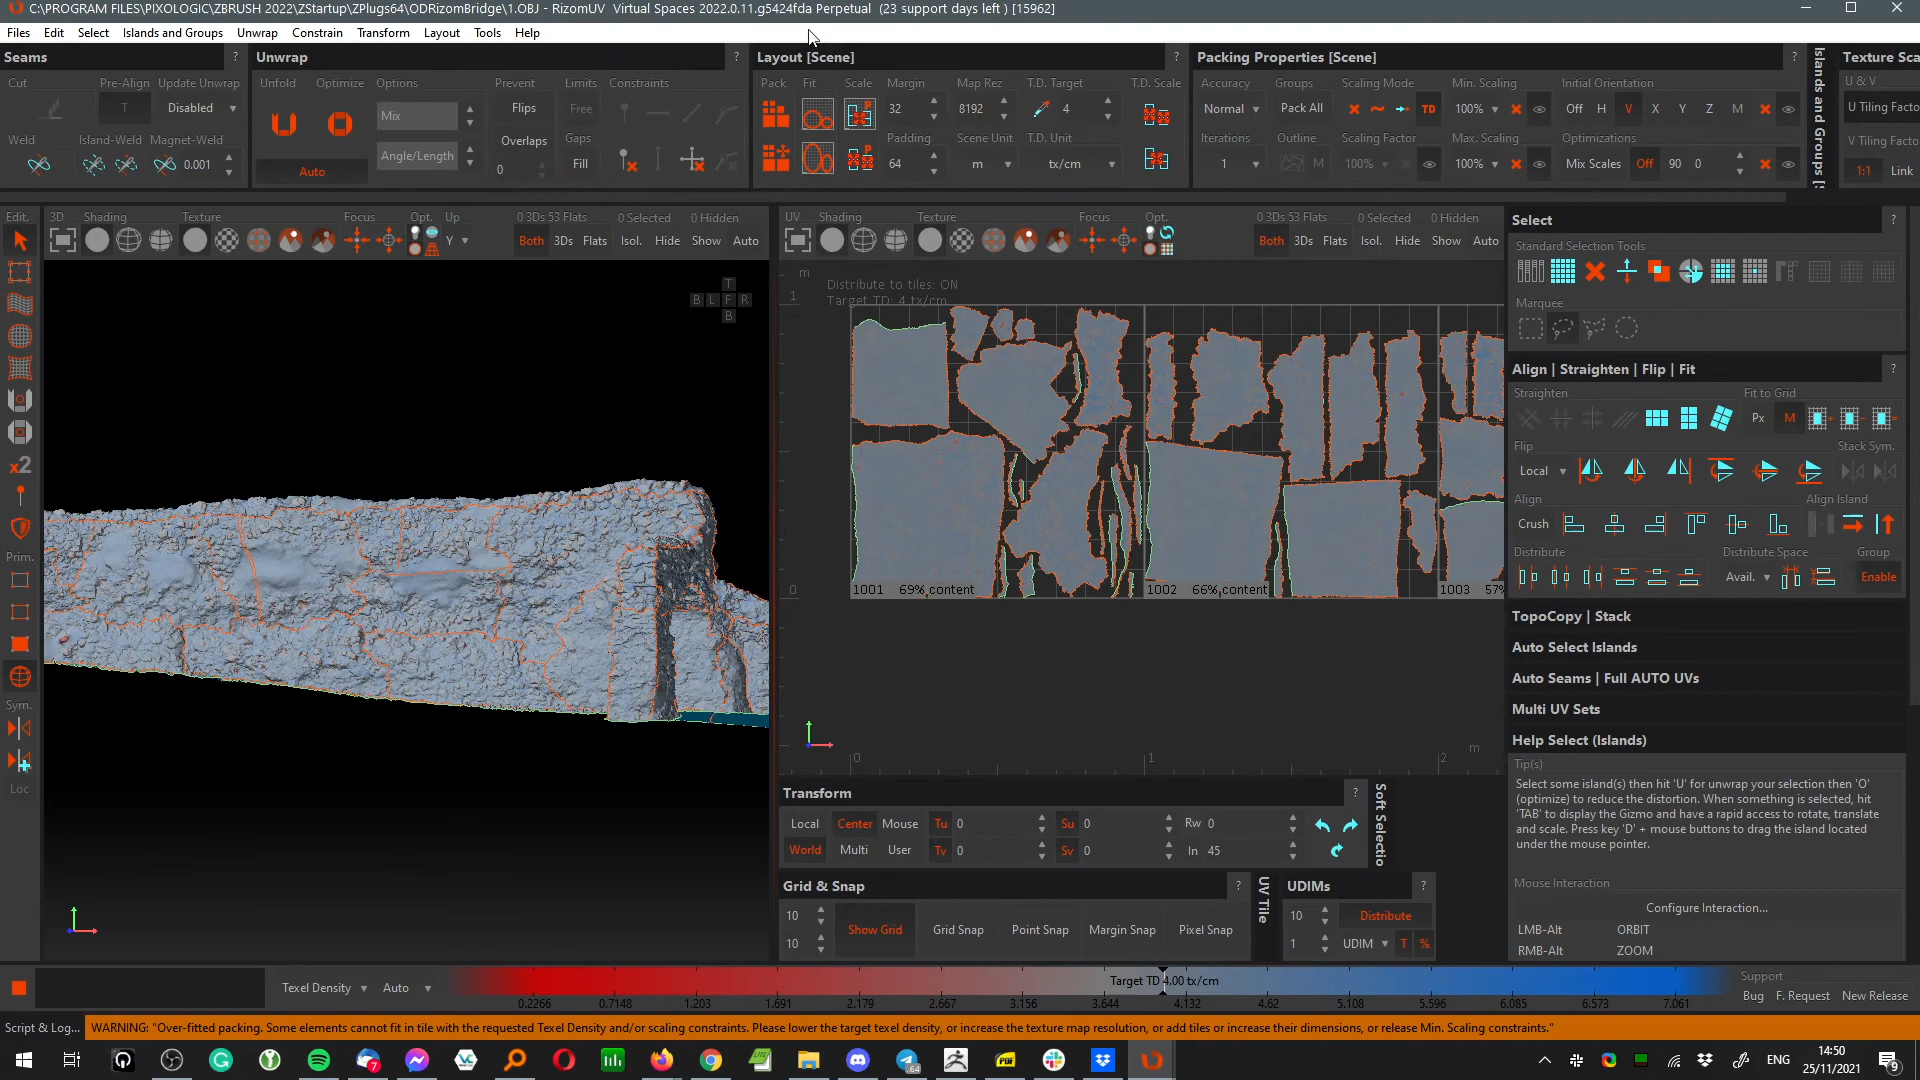 C:\PROGRAM FILES\PIXOLOGIC\ZBRUSH 2022\ZStartup\ZPlugs64\ODRizomBridge\1.OBJ - RizomUV Virtual Spaces 2022.0.11.g5424fda Perpetual (23 support days left ) [15962]
Files Edit Select Islands and Groups Unwrap Constrain Transform Layout Tools Help
Seams ? Unwrap ? Layout [Scene] ? Packing Properties [Scene] ? Texture Sca
Cut Pre-Align Update Unwrap Unfold Optimize Options Prevent Limits Constraints Pack Fit Scale Margin Map Rez T.D. Target T.D. Scale Accuracy Groups Scaling Mode Min. Scaling Initial Orientation U & V
T Disabled Mix Flips Free 32 8192 4 Normal Pack All TD 100% Off H V X Y Z M U Tiling Facto
Weld Island-Weld Magnet-Weld Overlaps Gaps Padding Scene Unit T.D. Unit Iterations Outline Scaling Factor Max. Scaling Optimizations V Tiling Facto
0.001 Auto Angle/Length 0 Fill 64 m tx/cm 1 M 100% 100% Mix Scales Off 90 0 1:1 Link
Islands and Groups [S
Edit. 3D Shading Texture Focus Opt. Up 0 3Ds 53 Flats 0 Selected 0 Hidden
Y Both 3Ds Flats Isol. Hide Show Auto
UV Shading Texture Focus Opt. 0 3Ds 53 Flats 0 Selected 0 Hidden
Both 3Ds Flats Isol. Hide Show Auto
T
B L F R
B
x2
Prim.
Sym.
Loc
m
Distribute to tiles: ON
Target TD: 4 tx/cm
1
0
1001 69% content 1002 66% content 1003 57%
0 1 2 m
Select ?
Standard Selection Tools
Marquee
Align | Straighten | Flip | Fit ?
Straighten Fit to Grid
Px M
Flip Stack Sym.
Local
Align Align Island
Crush
Distribute Distribute Space Group
Avail. Enable
TopoCopy | Stack
Auto Select Islands
Auto Seams | Full AUTO UVs
Multi UV Sets
Help Select (Islands)
Tip(s)
Select some island(s) then hit 'U' for unwrap your selection then 'O'
(optimize) to reduce the distortion. When something is selected, hit
'TAB' to display the Gizmo and have a rapid access to rotate, translate
and scale. Press key 'D' + mouse buttons to drag the island located
under the mouse pointer.
Mouse Interaction
Configure Interaction...
LMB-Alt ORBIT
RMB-Alt ZOOM
Transform ?
Local Center Mouse Tu 0 Su 0 Rw 0
World Multi User Tv 0 Sv 0 In 45
Soft Selectio
Grid & Snap ?
10 Show Grid Grid Snap Point Snap Margin Snap Pixel Snap
10
UV Tile
UDIMs ?
10 Distribute
1 UDIM T %
Texel Density Auto
Target TD 4.00 tx/cm
0.2266 0.7148 1.203 1.691 2.179 2.667 3.156 3.644 4.132 4.62 5.108 5.596 6.085 6.573 7.061
Support
Bug F. Request New Release
Script & Log... WARNING: "Over-fitted packing. Some elements cannot fit in tile with the requested Texel Density and/or scaling constraints. Please lower the target texel density, or increase the texture map resolution, or add tiles or increase their dimensions, or release Min. Scaling constraints."
7 64 PDF ENG
14:50
25/11/2021
9